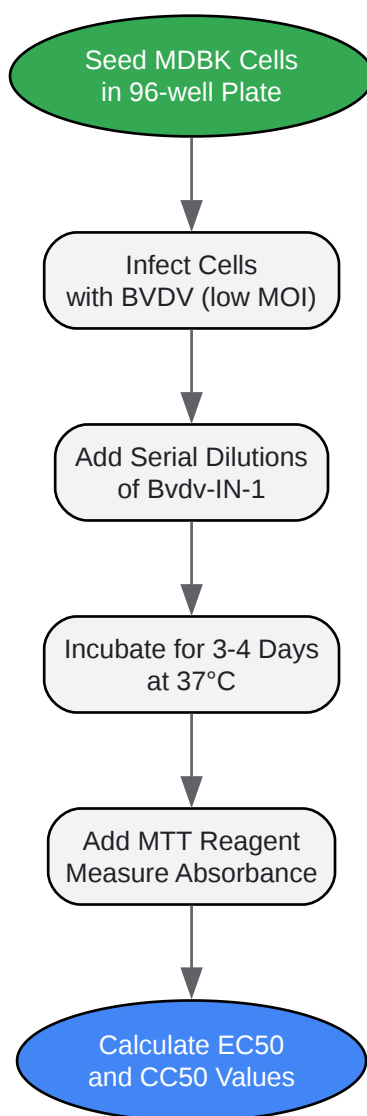 Seed MDBK Cells
in 96-well Plate
Infect Cells
with BVDV (low MOI)
Add Serial Dilutions
of Bvdv-IN-1
Incubate for 3-4 Days
at 37°C
Add MTT Reagent
Measure Absorbance
Calculate EC50
and CC50 Values